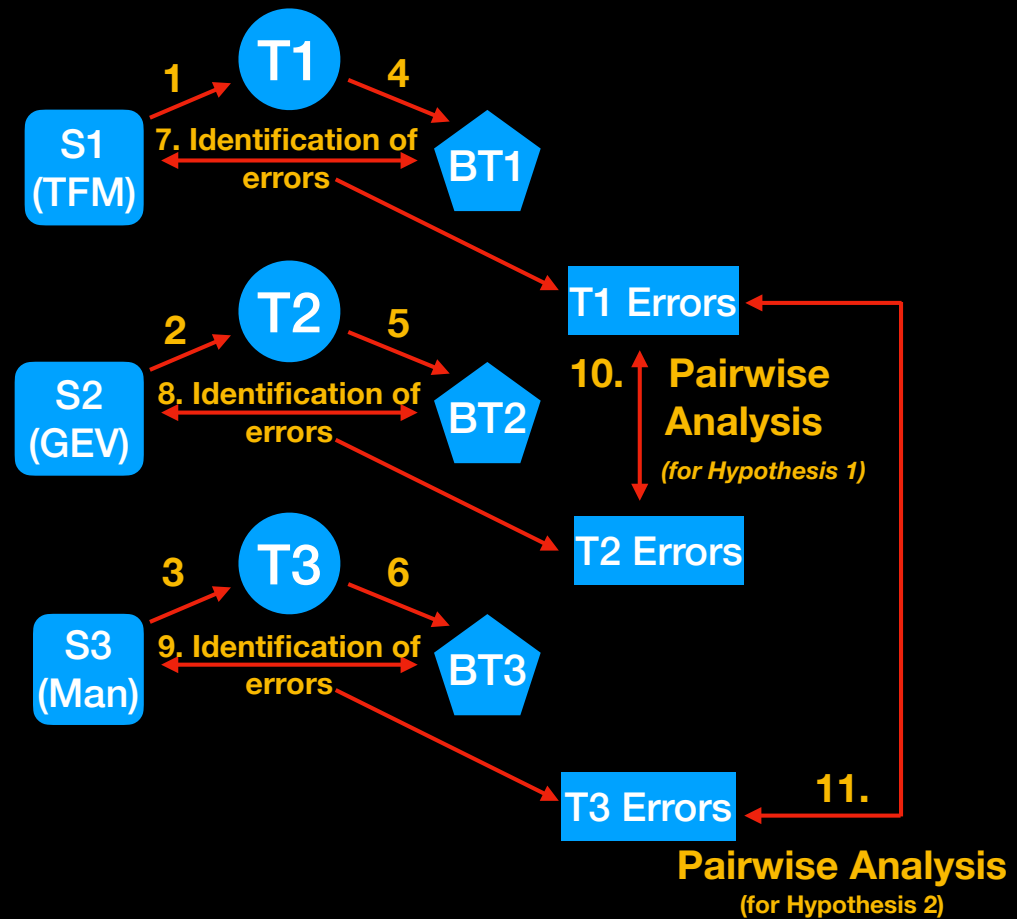 T1
1
4
S1
(TFM)
7. Identification of
errors
BT1
T1 Errors
T2
2
5
S2
(GEV)
8. Identification of
errors
BT2
10. Pairwise
Analysis
(for Hypothesis 1)
T2 Errors
T3
3
6
S3
(Man)
9. Identification of
errors
BT3
T3 Errors
11.
Pairwise Analysis
(for Hypothesis 2)